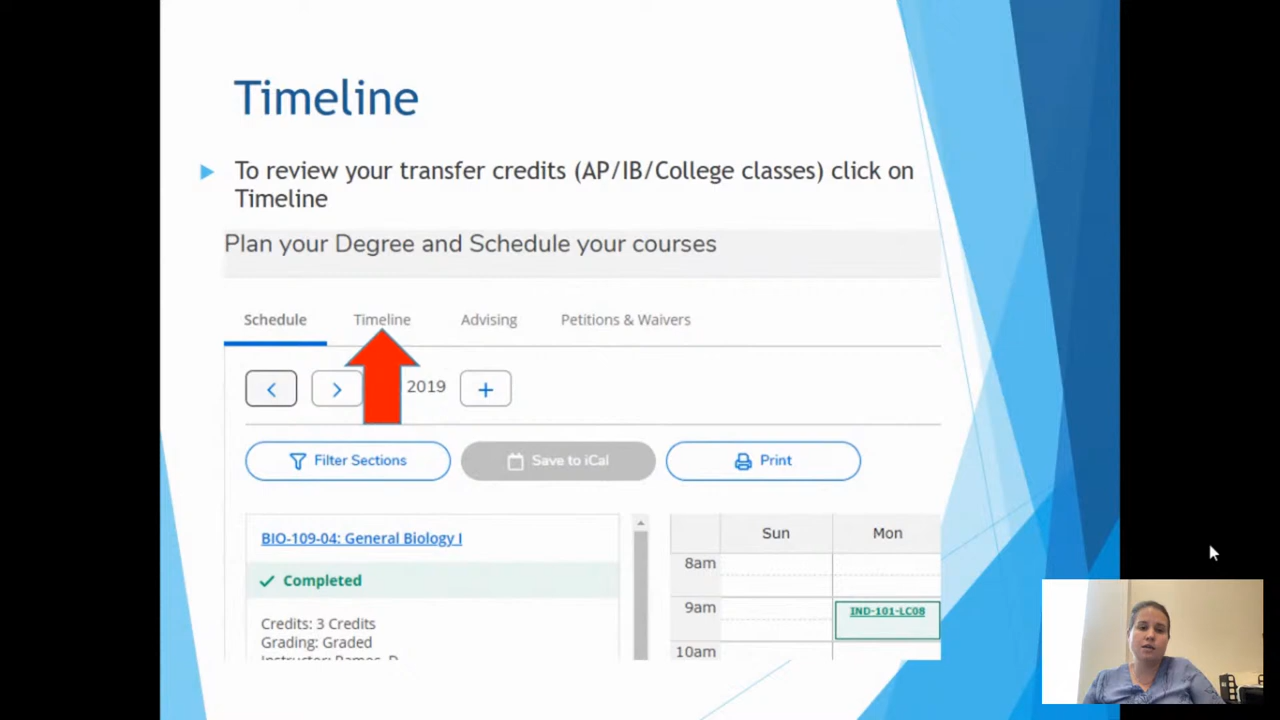 Timeline
To review your transfer credits (AP/IB/College classes) click on
Timeline
Plan your Degree and Schedule your courses
Schedule Timeline Advising Petitions & Waivers
2019
Filter Sections Save to iCal Print
BIO-109-04: General Biology I
Completed
Credits: 3 Credits
Grading: Graded
Instructor: Ramos, D
Sun Mon
8am
9am IND-101-LC08
10am